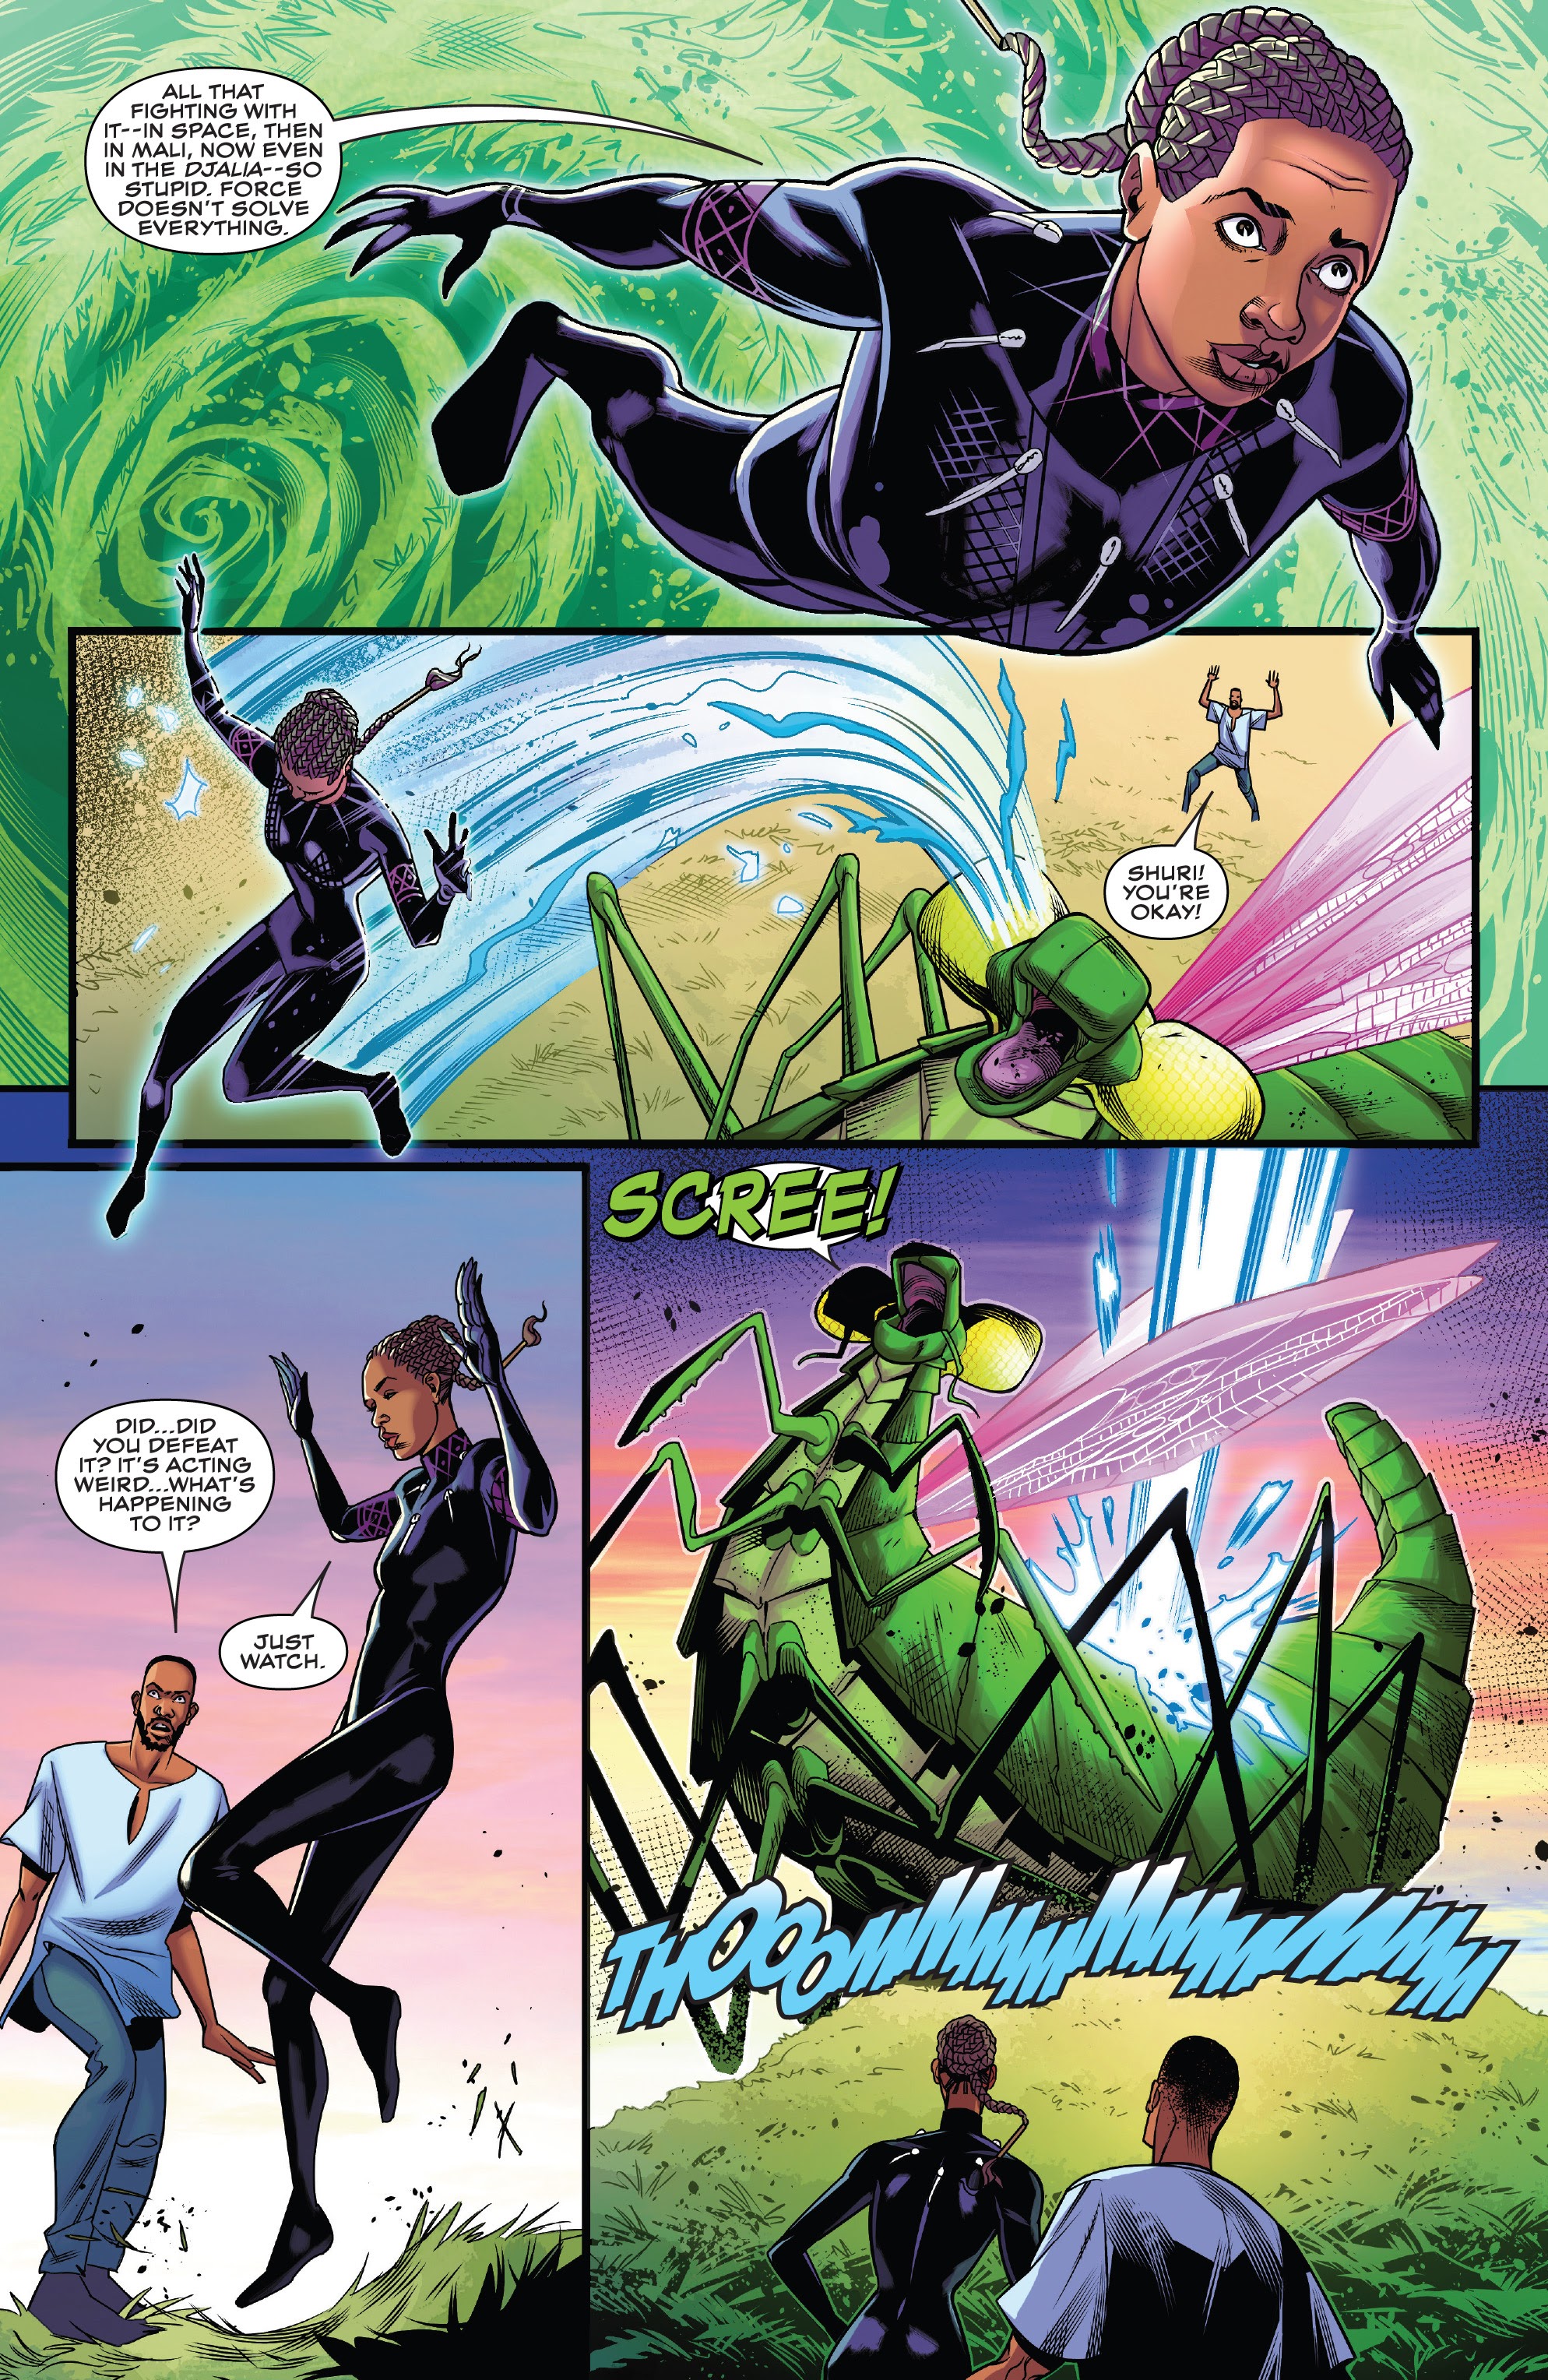 ALL THAT
FIGHTING WITH
IT--IN SPACE, THEN
IN MALI, NOW EVEN
IN THE DJALIA--SO
STUPID. FORCE
DOESN'T SOLVE
EVERYTHING.
SHURI!
YOU'RE
OKAY!
DID...DID
YOU DEFEAT
IT? IT'S ACTING
WEIRD...WHAT'S
HAPPENING
TO IT?
JUST
WATCH.
SCREE!
THOOOMMMMMMMMMMMMMM